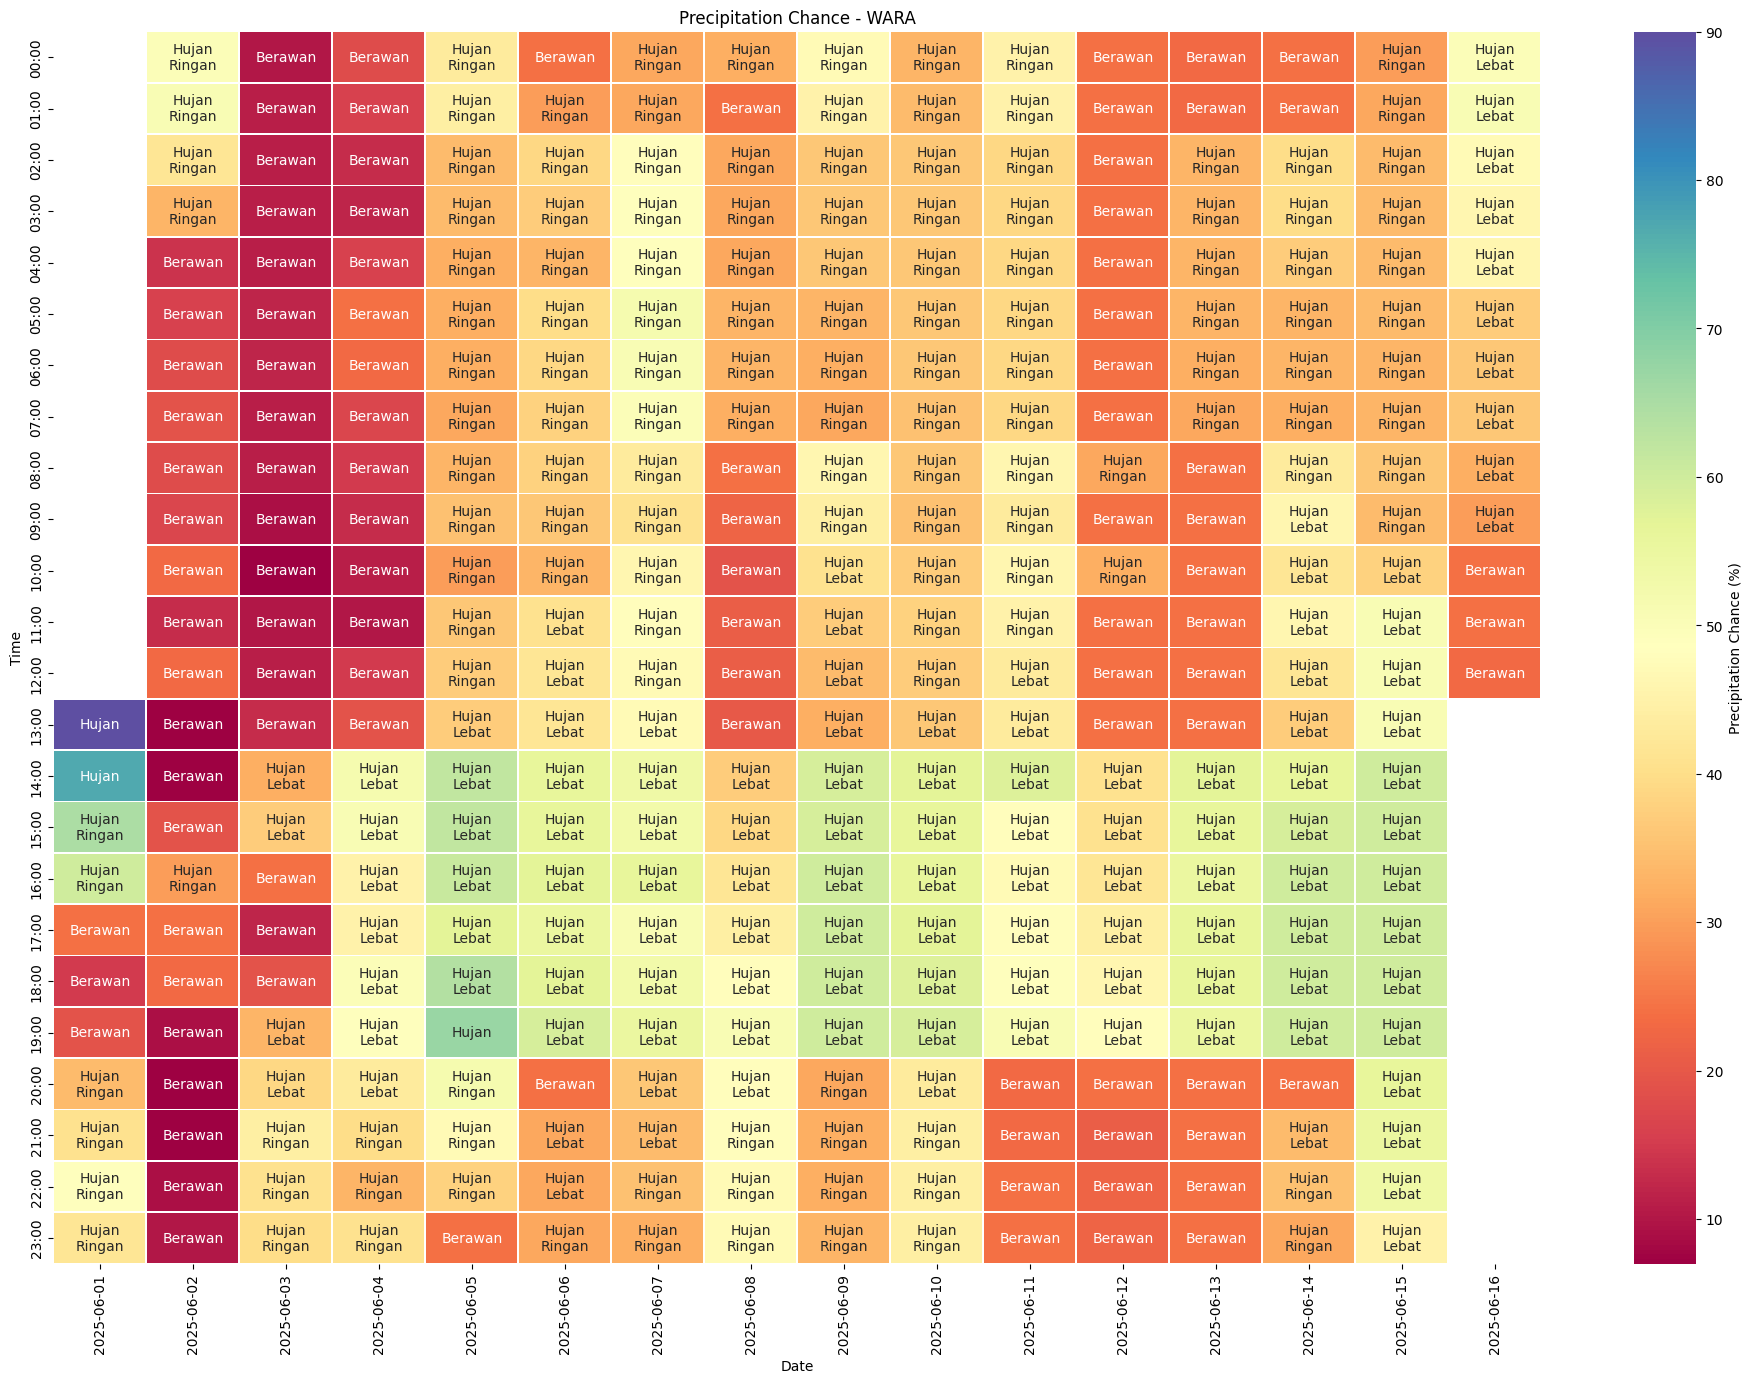 Precipitation Chance - WARA
00:00 Hujan Ringan Berawan Berawan Hujan Ringan Berawan Hujan Ringan Hujan Ringan Hujan Ringan Hujan Ringan Hujan Ringan Berawan Berawan Berawan Hujan Ringan Hujan Lebat
01:00 Hujan Ringan Berawan Berawan Hujan Ringan Hujan Ringan Hujan Ringan Berawan Hujan Ringan Hujan Ringan Hujan Ringan Berawan Berawan Berawan Hujan Ringan Hujan Lebat
02:00 Hujan Ringan Berawan Berawan Hujan Ringan Hujan Ringan Hujan Ringan Hujan Ringan Hujan Ringan Hujan Ringan Hujan Ringan Berawan Hujan Ringan Hujan Ringan Hujan Ringan Hujan Lebat
03:00 Hujan Ringan Berawan Berawan Hujan Ringan Hujan Ringan Hujan Ringan Hujan Ringan Hujan Ringan Hujan Ringan Hujan Ringan Berawan Hujan Ringan Hujan Ringan Hujan Ringan Hujan Lebat
04:00 Berawan Berawan Berawan Hujan Ringan Hujan Ringan Hujan Ringan Hujan Ringan Hujan Ringan Hujan Ringan Hujan Ringan Berawan Hujan Ringan Hujan Ringan Hujan Ringan Hujan Lebat
05:00 Berawan Berawan Berawan Hujan Ringan Hujan Ringan Hujan Ringan Hujan Ringan Hujan Ringan Hujan Ringan Hujan Ringan Berawan Hujan Ringan Hujan Ringan Hujan Ringan Hujan Lebat
06:00 Berawan Berawan Berawan Hujan Ringan Hujan Ringan Hujan Ringan Hujan Ringan Hujan Ringan Hujan Ringan Hujan Ringan Berawan Hujan Ringan Hujan Ringan Hujan Ringan Hujan Lebat
07:00 Berawan Berawan Berawan Hujan Ringan Hujan Ringan Hujan Ringan Hujan Ringan Hujan Ringan Hujan Ringan Hujan Ringan Berawan Hujan Ringan Hujan Ringan Hujan Ringan Hujan Lebat
08:00 Berawan Berawan Berawan Hujan Ringan Hujan Ringan Hujan Ringan Berawan Hujan Ringan Hujan Ringan Hujan Ringan Hujan Ringan Berawan Hujan Ringan Hujan Ringan Hujan Lebat
09:00 Berawan Berawan Berawan Hujan Ringan Hujan Ringan Hujan Ringan Berawan Hujan Ringan Hujan Ringan Hujan Ringan Berawan Berawan Hujan Lebat Hujan Ringan Hujan Lebat
10:00 Berawan Berawan Berawan Hujan Ringan Hujan Ringan Hujan Ringan Berawan Hujan Lebat Hujan Ringan Hujan Ringan Hujan Ringan Berawan Hujan Lebat Hujan Lebat Berawan
11:00 Berawan Berawan Berawan Hujan Ringan Hujan Lebat Hujan Ringan Berawan Hujan Lebat Hujan Ringan Hujan Ringan Berawan Berawan Hujan Lebat Hujan Lebat Berawan
12:00 Berawan Berawan Berawan Hujan Ringan Hujan Lebat Hujan Ringan Berawan Hujan Lebat Hujan Lebat Hujan Lebat Berawan Berawan Hujan Lebat Hujan Lebat Berawan
13:00 Hujan Berawan Berawan Berawan Hujan Lebat Hujan Lebat Hujan Lebat Berawan Hujan Lebat Hujan Lebat Hujan Lebat Berawan Berawan Hujan Lebat Hujan Lebat
14:00 Hujan Berawan Hujan Lebat Hujan Lebat Hujan Lebat Hujan Lebat Hujan Lebat Hujan Lebat Hujan Lebat Hujan Lebat Hujan Lebat Hujan Lebat Hujan Lebat Hujan Lebat Hujan Lebat
15:00 Hujan Ringan Berawan Hujan Lebat Hujan Lebat Hujan Lebat Hujan Lebat Hujan Lebat Hujan Lebat Hujan Lebat Hujan Lebat Hujan Lebat Hujan Lebat Hujan Lebat Hujan Lebat Hujan Lebat
16:00 Hujan Ringan Hujan Ringan Berawan Hujan Lebat Hujan Lebat Hujan Lebat Hujan Lebat Hujan Lebat Hujan Lebat Hujan Lebat Hujan Lebat Hujan Lebat Hujan Lebat Hujan Lebat Hujan Lebat
17:00 Berawan Berawan Berawan Hujan Lebat Hujan Lebat Hujan Lebat Hujan Lebat Hujan Lebat Hujan Lebat Hujan Lebat Hujan Lebat Hujan Lebat Hujan Lebat Hujan Lebat Hujan Lebat
18:00 Berawan Berawan Berawan Hujan Lebat Hujan Lebat Hujan Lebat Hujan Lebat Hujan Lebat Hujan Lebat Hujan Lebat Hujan Lebat Hujan Lebat Hujan Lebat Hujan Lebat Hujan Lebat
19:00 Berawan Berawan Hujan Lebat Hujan Lebat Hujan Hujan Lebat Hujan Lebat Hujan Lebat Hujan Lebat Hujan Lebat Hujan Lebat Hujan Lebat Hujan Lebat Hujan Lebat Hujan Lebat
20:00 Hujan Ringan Berawan Hujan Lebat Hujan Lebat Hujan Ringan Berawan Hujan Lebat Hujan Lebat Hujan Ringan Hujan Lebat Berawan Berawan Berawan Berawan Hujan Lebat
21:00 Hujan Ringan Berawan Hujan Ringan Hujan Ringan Hujan Ringan Hujan Lebat Hujan Lebat Hujan Ringan Hujan Ringan Hujan Ringan Berawan Berawan Berawan Hujan Lebat Hujan Lebat
22:00 Hujan Ringan Berawan Hujan Ringan Hujan Ringan Hujan Ringan Hujan Lebat Hujan Ringan Hujan Ringan Hujan Ringan Hujan Ringan Berawan Berawan Berawan Hujan Ringan Hujan Lebat
23:00 Hujan Ringan Berawan Hujan Ringan Hujan Ringan Berawan Hujan Ringan Hujan Ringan Hujan Ringan Hujan Ringan Hujan Ringan Berawan Berawan Berawan Hujan Ringan Hujan Lebat
Time
2025-06-01 2025-06-02 2025-06-03 2025-06-04 2025-06-05 2025-06-06 2025-06-07 2025-06-08 2025-06-09 2025-06-10 2025-06-11 2025-06-12 2025-06-13 2025-06-14 2025-06-15 2025-06-16
Date
90
80
70
60
50
40
30
20
10
Precipitation Chance (%)